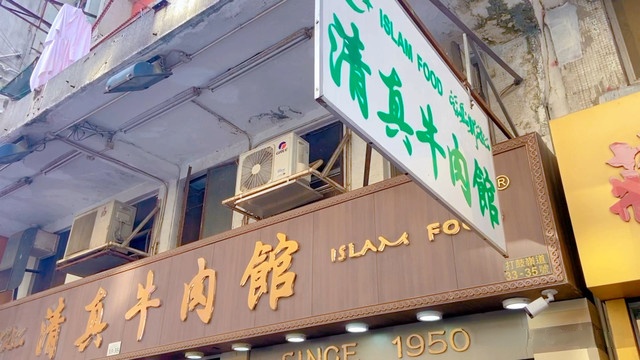 ISLAM FOOD
清真牛肉館
清真牛肉館
ISLAM FOOD
®
打鼓嶺道
33-35號
SINCE 1950